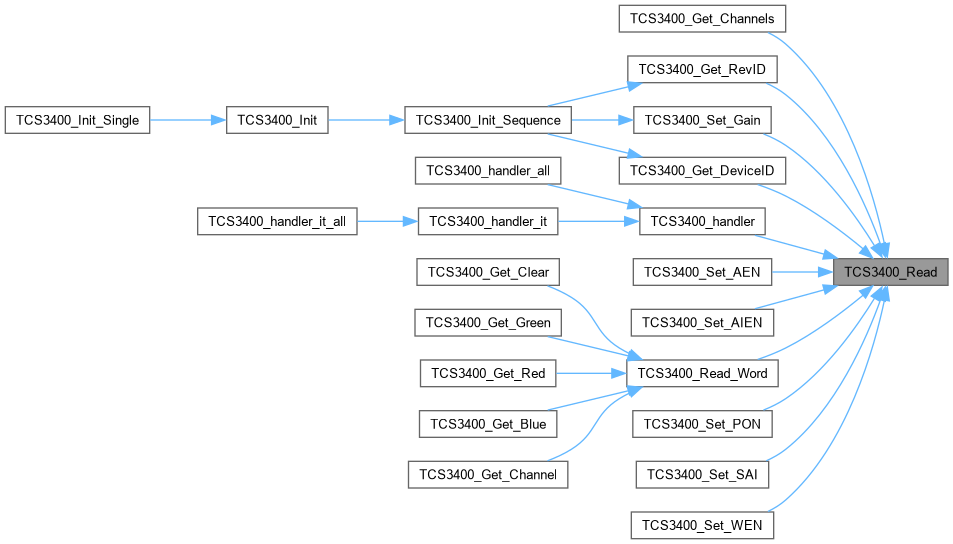 TCS3400_Get_Channels
TCS3400_Get_RevID
TCS3400_Init_Single
TCS3400_Init
TCS3400_Init_Sequence
TCS3400_Set_Gain
TCS3400_handler_all
TCS3400_Get_DeviceID
TCS3400_handler_it_all
TCS3400_handler_it
TCS3400_handler
TCS3400_Get_Clear
TCS3400_Set_AEN
TCS3400_Read
TCS3400_Get_Green
TCS3400_Set_AIEN
TCS3400_Get_Red
TCS3400_Read_Word
TCS3400_Get_Blue
TCS3400_Set_PON
TCS3400_Get_Channel
TCS3400_Set_SAI
TCS3400_Set_WEN